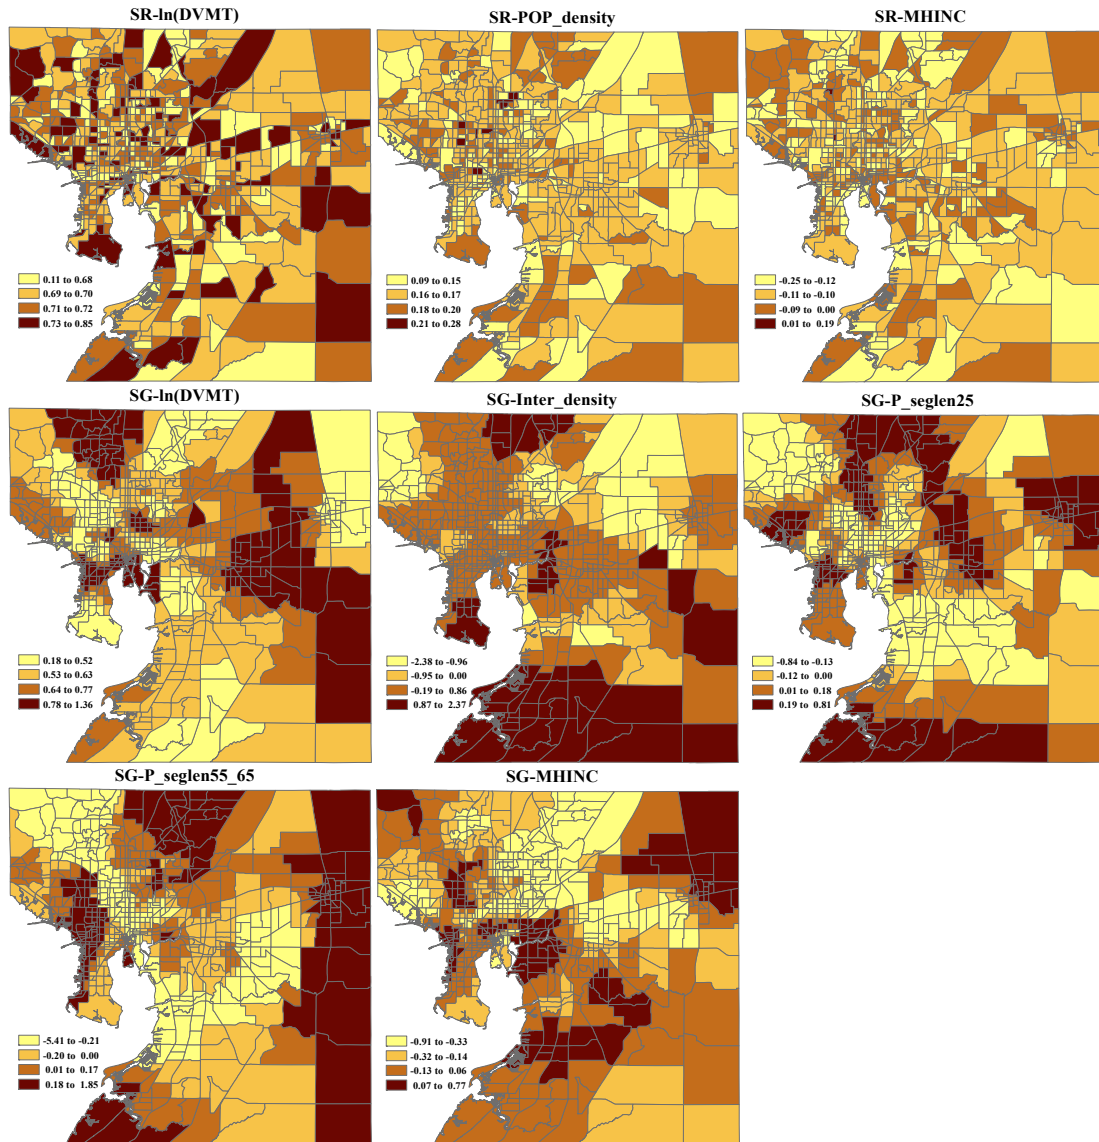 SR-ln(DVMT)
0.11 to 0.68
0.69 to 0.70
0.71 to 0.72
0.73 to 0.85
SR-POP_density
0.09 to 0.15
0.16 to 0.17
0.18 to 0.20
0.21 to 0.28
SR-MHINC
-0.25 to -0.12
-0.11 to -0.10
-0.09 to 0.00
0.01 to 0.19
SG-ln(DVMT)
0.18 to 0.52
0.53 to 0.63
0.64 to 0.77
0.78 to 1.36
SG-Inter_density
-2.38 to -0.96
-0.95 to 0.00
-0.19 to 0.86
0.87 to 2.37
SG-P_seglen25
-0.84 to -0.13
-0.12 to 0.00
0.01 to 0.18
0.19 to 0.81
SG-P_seglen55_65
-5.41 to -0.21
-0.20 to 0.00
0.01 to 0.17
0.18 to 1.85
SG-MHINC
-0.91 to -0.33
-0.32 to -0.14
-0.13 to 0.06
0.07 to 0.77